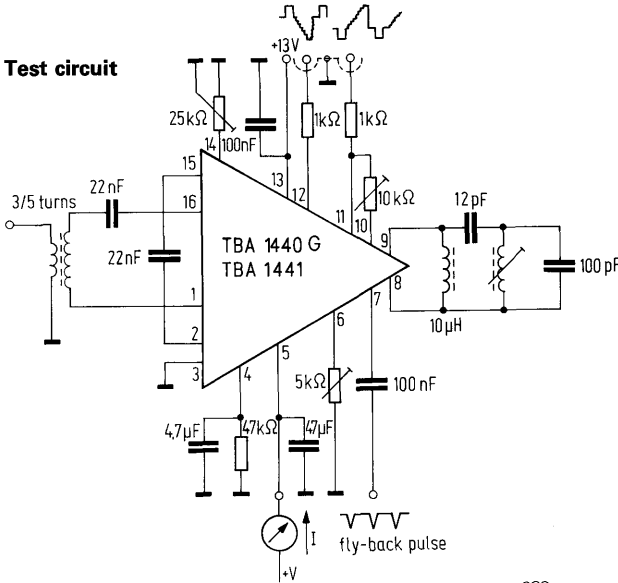 +13V
Test circuit
25kΩ
14
100nF
1kΩ
1kΩ
15
13
12
3/5 turns
22nF
16
11
10
10kΩ
12pF
9
22nF
TBA 1440 G
TBA 1441
8
100 pF
1
7
10µH
2
6
3
4
5
5kΩ
100nF
4,7µF
47kΩ
47µF
I
fly-back pulse
+V